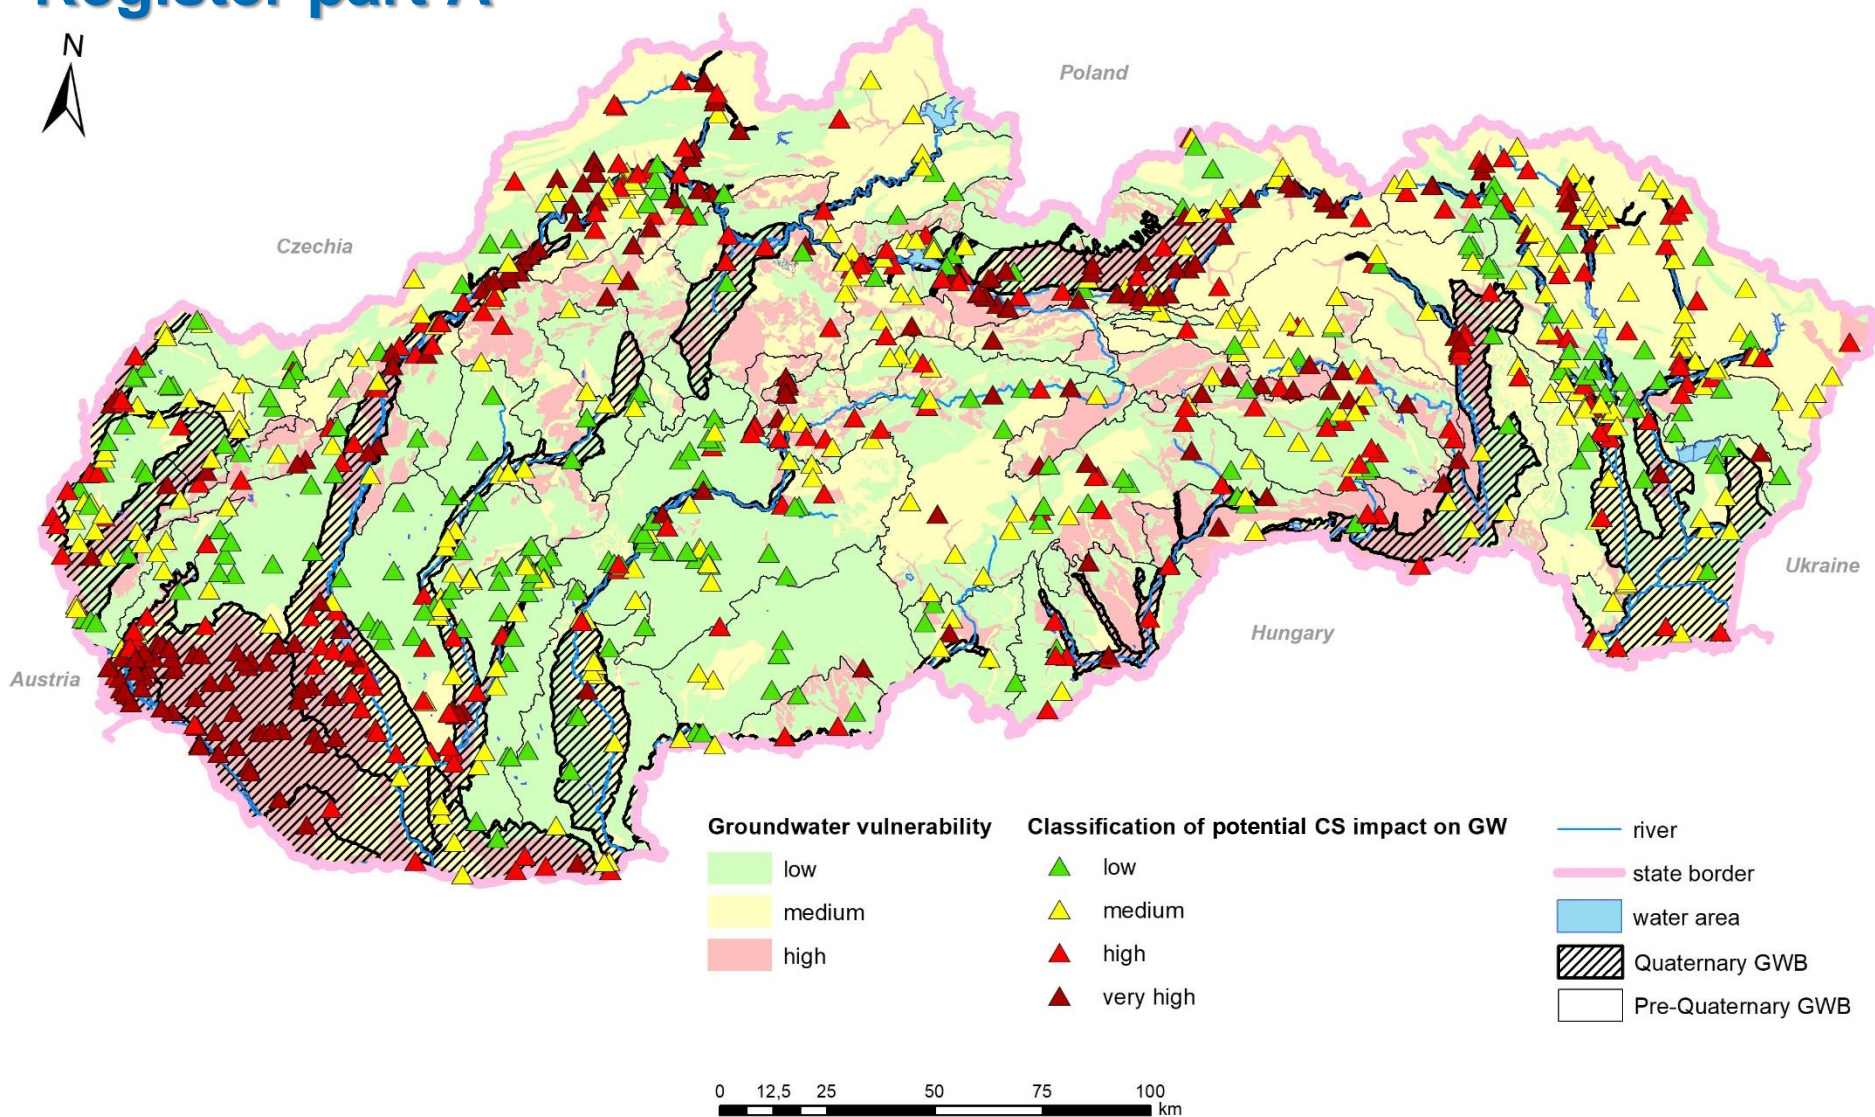 Register part A
N
Poland
Czechia
Ukraine
Hungary
Austria
Groundwater vulnerability
low
medium
high
Classification of potential CS impact on GW
low
medium
high
very high
river
state border
water area
Quaternary GWB
Pre-Quaternary GWB
0 12,5 25 50 75 100
km